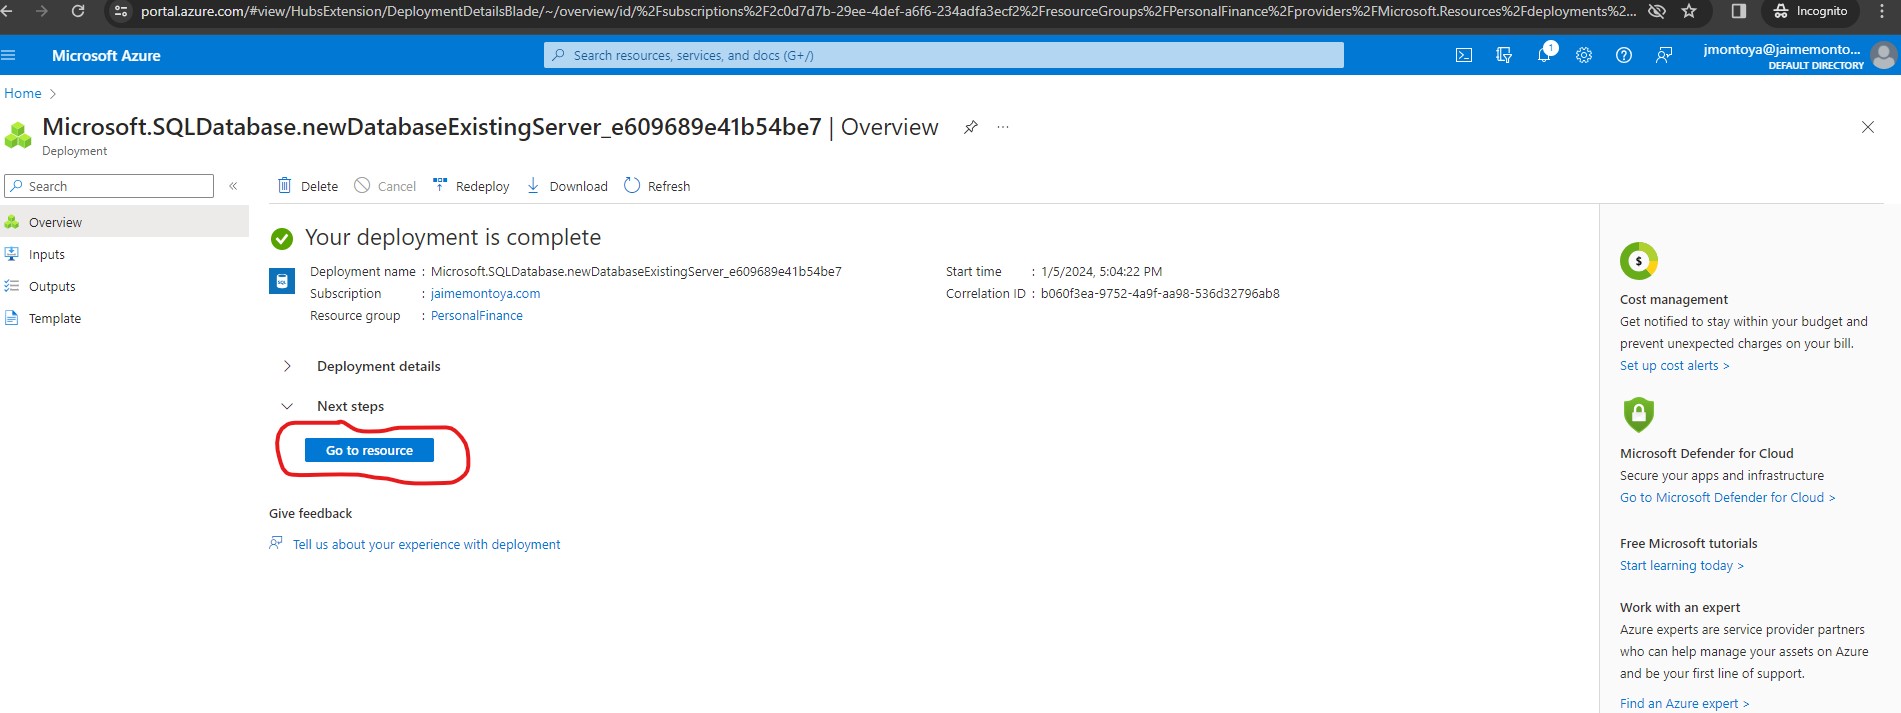 portal.azure.com/#view/HubsExtension/DeploymentDetailsBlade/~/overview/id/%2Fsubscriptions%2F2c0d7d7b-29ee-4def-a6f6-234adfa3ecf2%2FresourceGroups%2FPersonalFinance%2Fproviders%2FMicrosoft.Resources%2Fdeployments%2... Incognito
Microsoft Azure
Search resources, services, and docs (G+/)
1
jmontoya@jaimemonto...
DEFAULT DIRECTORY
Home >
Microsoft.SQLDatabase.newDatabaseExistingServer_e609689e41b54be7 | Overview ...
Deployment
Search «
Delete Cancel Redeploy Download Refresh
Overview
Inputs
Outputs
Template
Your deployment is complete
SQL
Deployment name : Microsoft.SQLDatabase.newDatabaseExistingServer_e609689e41b54be7
Subscription : jaimemontoya.com
Resource group : PersonalFinance
Start time : 1/5/2024, 5:04:22 PM
Correlation ID : b060f3ea-9752-4a9f-aa98-536d32796ab8
Deployment details
Next steps
Go to resource
Give feedback
Tell us about your experience with deployment
$
Cost management
Get notified to stay within your budget and
prevent unexpected charges on your bill.
Set up cost alerts >
Microsoft Defender for Cloud
Secure your apps and infrastructure
Go to Microsoft Defender for Cloud >
Free Microsoft tutorials
Start learning today >
Work with an expert
Azure experts are service provider partners
who can help manage your assets on Azure
and be your first line of support.
Find an Azure expert >